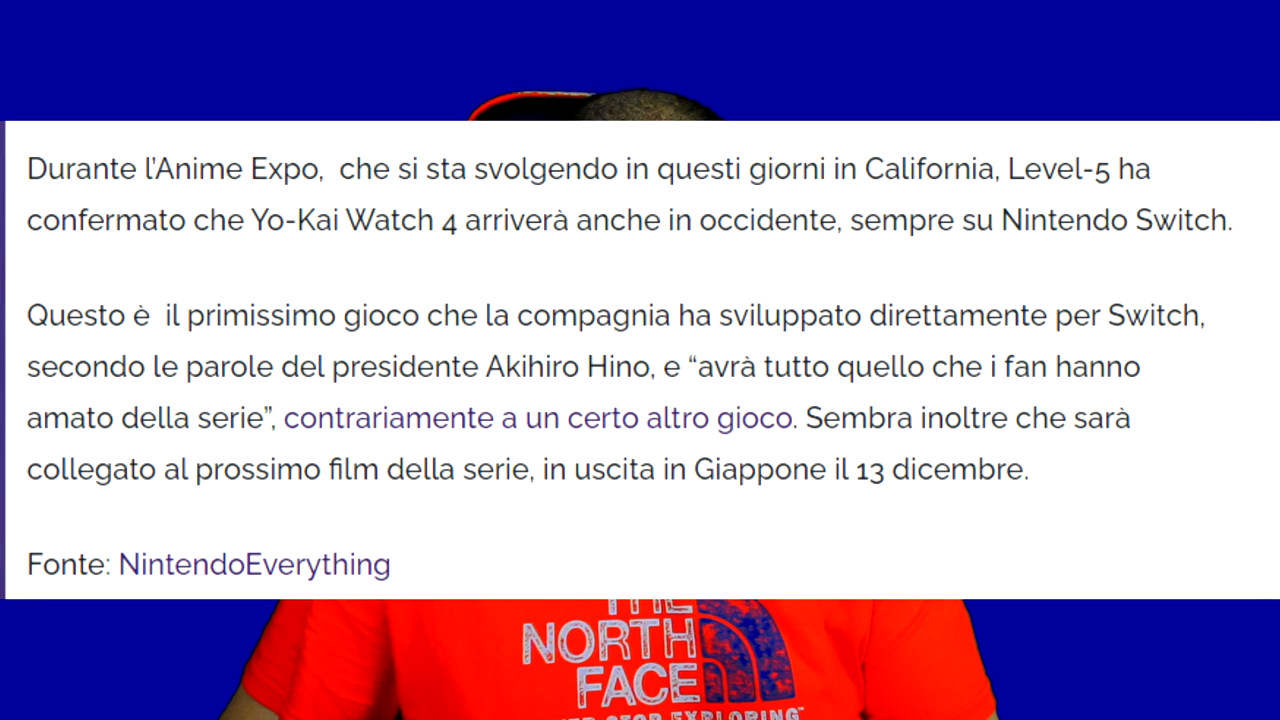 Durante l'Anime Expo,  che si sta svolgendo in questi giorni in California, Level-5 ha
confermato che Yo-Kai Watch 4 arriverà anche in occidente, sempre su Nintendo Switch.
Questo è  il primissimo gioco che la compagnia ha sviluppato direttamente per Switch,
secondo le parole del presidente Akihiro Hino, e “avrà tutto quello che i fan hanno
amato della serie”, contrariamente a un certo altro gioco. Sembra inoltre che sarà
collegato al prossimo film della serie, in uscita in Giappone il 13 dicembre.
Fonte: NintendoEverything
THE
NORTH
FACE
STOP EXPLORING™